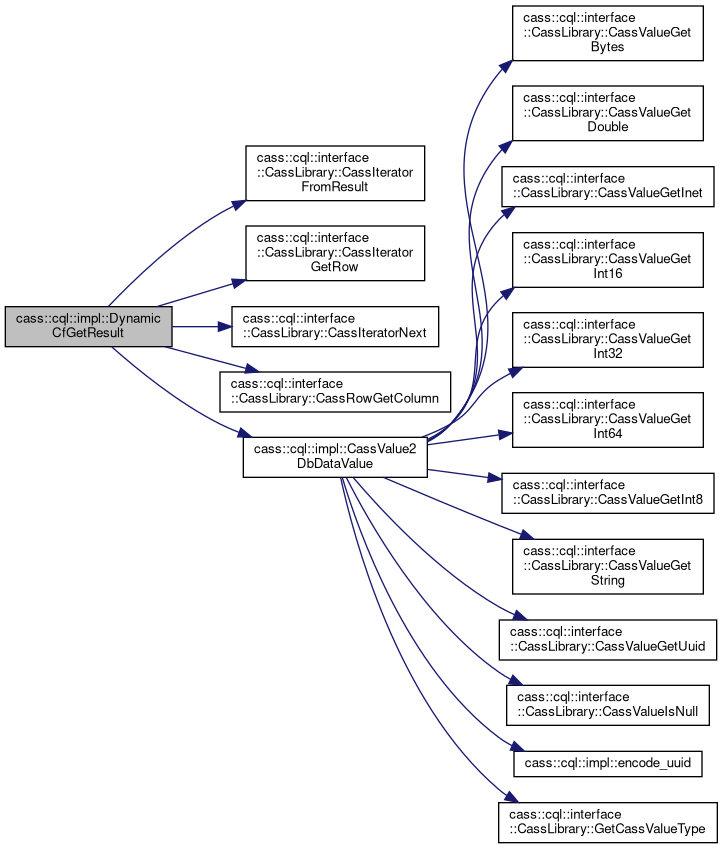 cass::cql::impl::Dynamic
CfGetResult
cass::cql::interface
::CassLibrary::CassIterator
FromResult
cass::cql::interface
::CassLibrary::CassIterator
GetRow
cass::cql::interface
::CassLibrary::CassIteratorNext
cass::cql::interface
::CassLibrary::CassRowGetColumn
cass::cql::impl::CassValue2
DbDataValue
cass::cql::interface
::CassLibrary::CassValueGet
Bytes
cass::cql::interface
::CassLibrary::CassValueGet
Double
cass::cql::interface
::CassLibrary::CassValueGetInet
cass::cql::interface
::CassLibrary::CassValueGet
Int16
cass::cql::interface
::CassLibrary::CassValueGet
Int32
cass::cql::interface
::CassLibrary::CassValueGet
Int64
cass::cql::interface
::CassLibrary::CassValueGetInt8
cass::cql::interface
::CassLibrary::CassValueGet
String
cass::cql::interface
::CassLibrary::CassValueGetUuid
cass::cql::interface
::CassLibrary::CassValueIsNull
cass::cql::impl::encode_uuid
cass::cql::interface
::CassLibrary::GetCassValueType